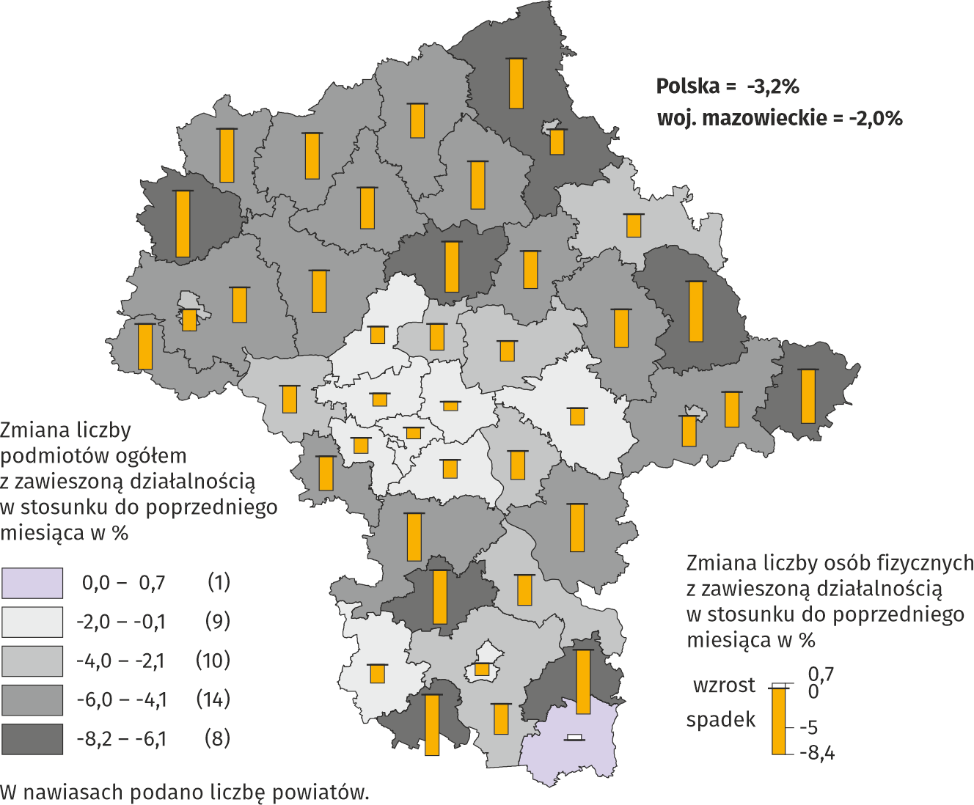 Polska = -3,2%
woj. mazowieckie = -2,0%
Zmiana liczby
podmiotów ogółem
z zawieszoną działalnością
w stosunku do poprzedniego
miesiąca w %
0,0 – 0,7 (1)
-2,0 – -0,1 (9)
-4,0 – -2,1 (10)
-6,0 – -4,1 (14)
-8,2 – -6,1 (8)
W nawiasach podano liczbę powiatów.
Zmiana liczby osób fizycznych
z zawieszoną działalnością
w stosunku do poprzedniego
miesiąca w %
wzrost 0,7
0
spadek -5
-8,4